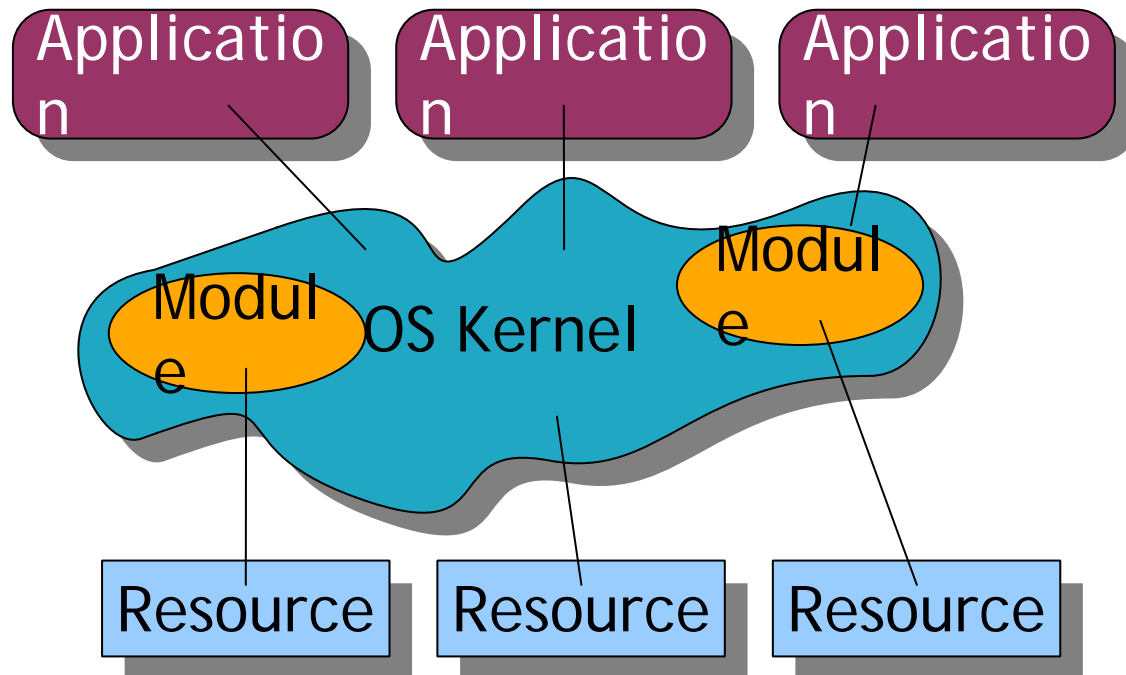 Applicatio
n
Applicatio
n
Applicatio
n
Modul
e
OS Kernel
Modul
e
Resource
Resource
Resource